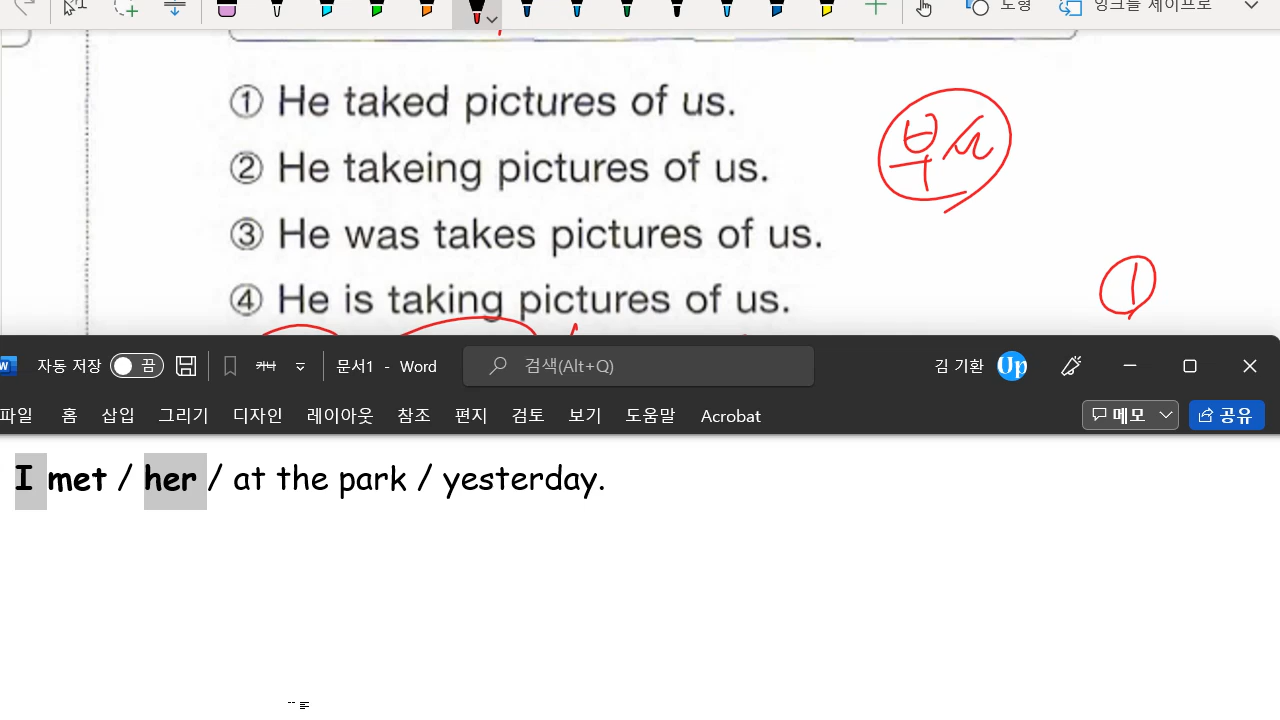 도형
잉크를 셰이프로
① He taked pictures of us.
② He takeing pictures of us.
부사
③ He was takes pictures of us.
①
④ He is taking pictures of us.
자동 저장 끔 문서1 - Word 검색(Alt+Q) 김 기환 Up
파일 홈 삽입 그리기 디자인 레이아웃 참조 편지 검토 보기 도움말 Acrobat 메모 공유
I met / her / at the park / yesterday.